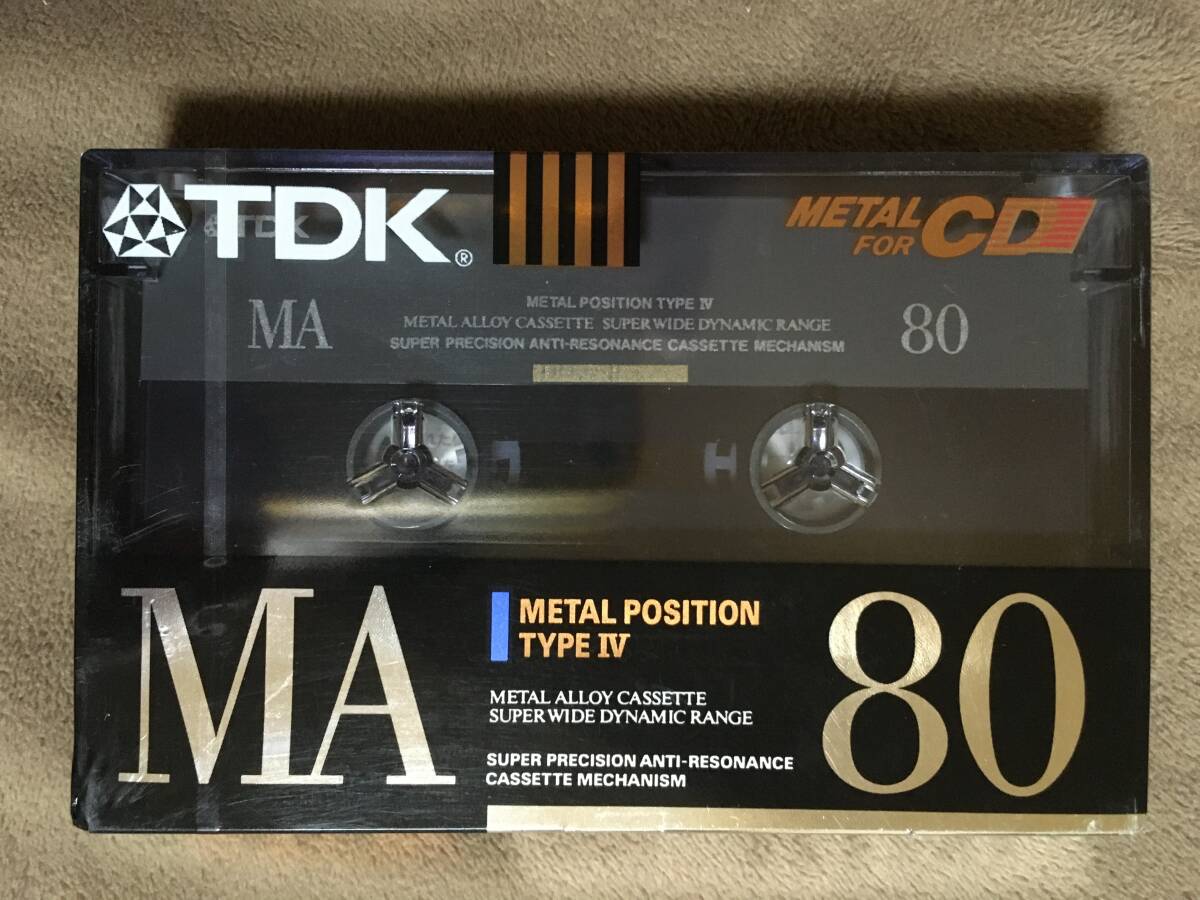 TDK®
METAL
FOR CD
TDK
MA
METAL POSITION TYPE IV
METAL ALLOY CASSETTE SUPER WIDE DYNAMIC RANGE
SUPER PRECISION ANTI-RESONANCE CASSETTE MECHANISM
80
MA
METAL POSITION
TYPE IV
METAL ALLOY CASSETTE
SUPER WIDE DYNAMIC RANGE
SUPER PRECISION ANTI-RESONANCE
CASSETTE MECHANISM
80